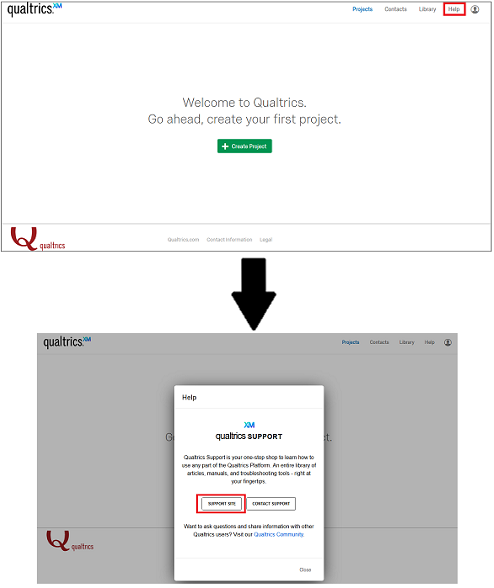 qualtrics.XM
Projects Contacts Library Help
Welcome to Qualtrics.
Go ahead, create your first project.
+ Create Project
qualtrics
Qualtrics.com Contact Information Legal
qualtrics.XM
Projects Contacts Library Help
Help
XM
qualtrics SUPPORT
Qualtrics Support is your one-stop shop to learn how to
use any part of the Qualtrics Platform. An entire library of
articles, manuals, and troubleshooting tools - right at
your fingertips.
SUPPORT SITE CONTACT SUPPORT
Want to ask questions and share information with other
Qualtrics users? Visit our Qualtrics Community.
Close
qualtrics